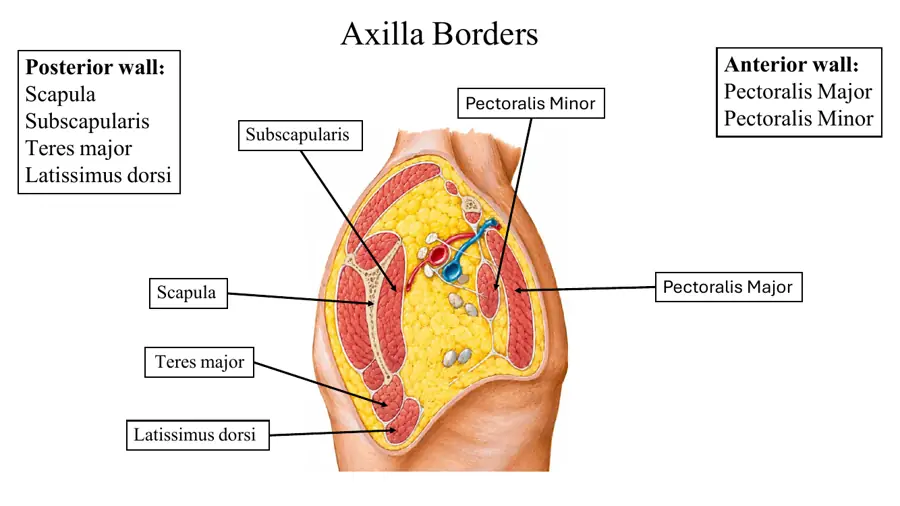 Axilla Borders
Posterior wall:
Scapula
Subscapularis
Teres major
Latissimus dorsi
Anterior wall:
Pectoralis Major
Pectoralis Minor
Pectoralis Minor
Subscapularis
Scapula
Pectoralis Major
Teres major
Latissimus dorsi